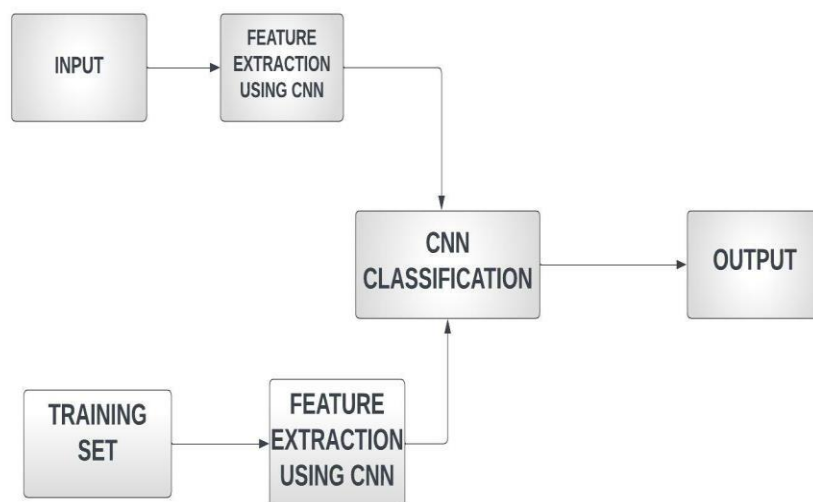 INPUT
FEATURE
EXTRACTION
USING CNN
CNN
CLASSIFICATION
OUTPUT
TRAINING
SET
FEATURE
EXTRACTION
USING CNN